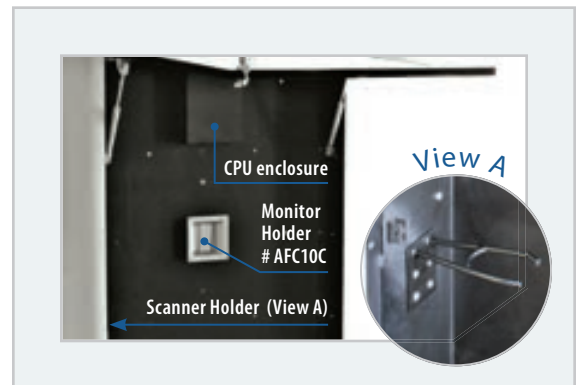 View A
CPU enclosure
Monitor
Holder
# AFC10C
Scanner Holder (View A)